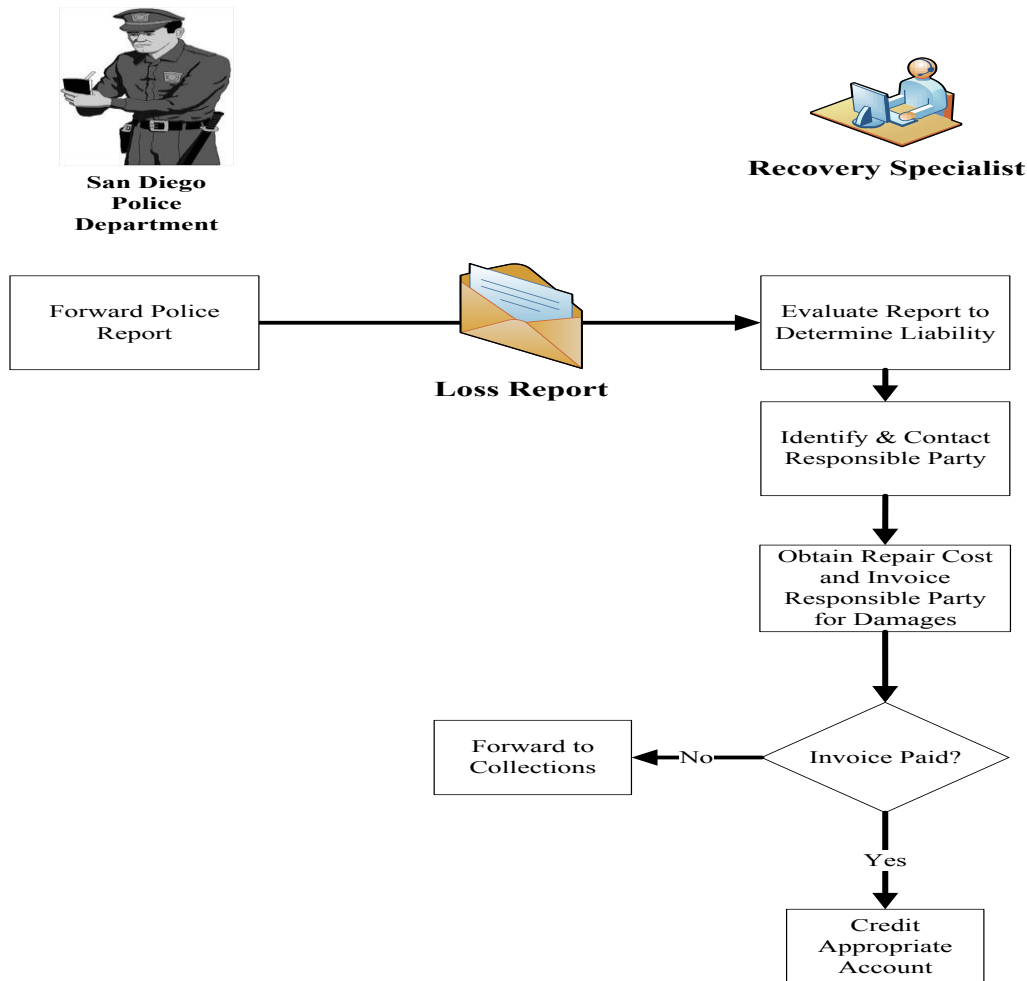 San Diego
Police
Department
Recovery Specialist
Forward Police
Report
Loss Report
Evaluate Report to
Determine Liability
Identify & Contact
Responsible Party
Obtain Repair Cost
and Invoice
Responsible Party
for Damages
Invoice Paid?
No
Forward to
Collections
Yes
Credit
Appropriate
Account